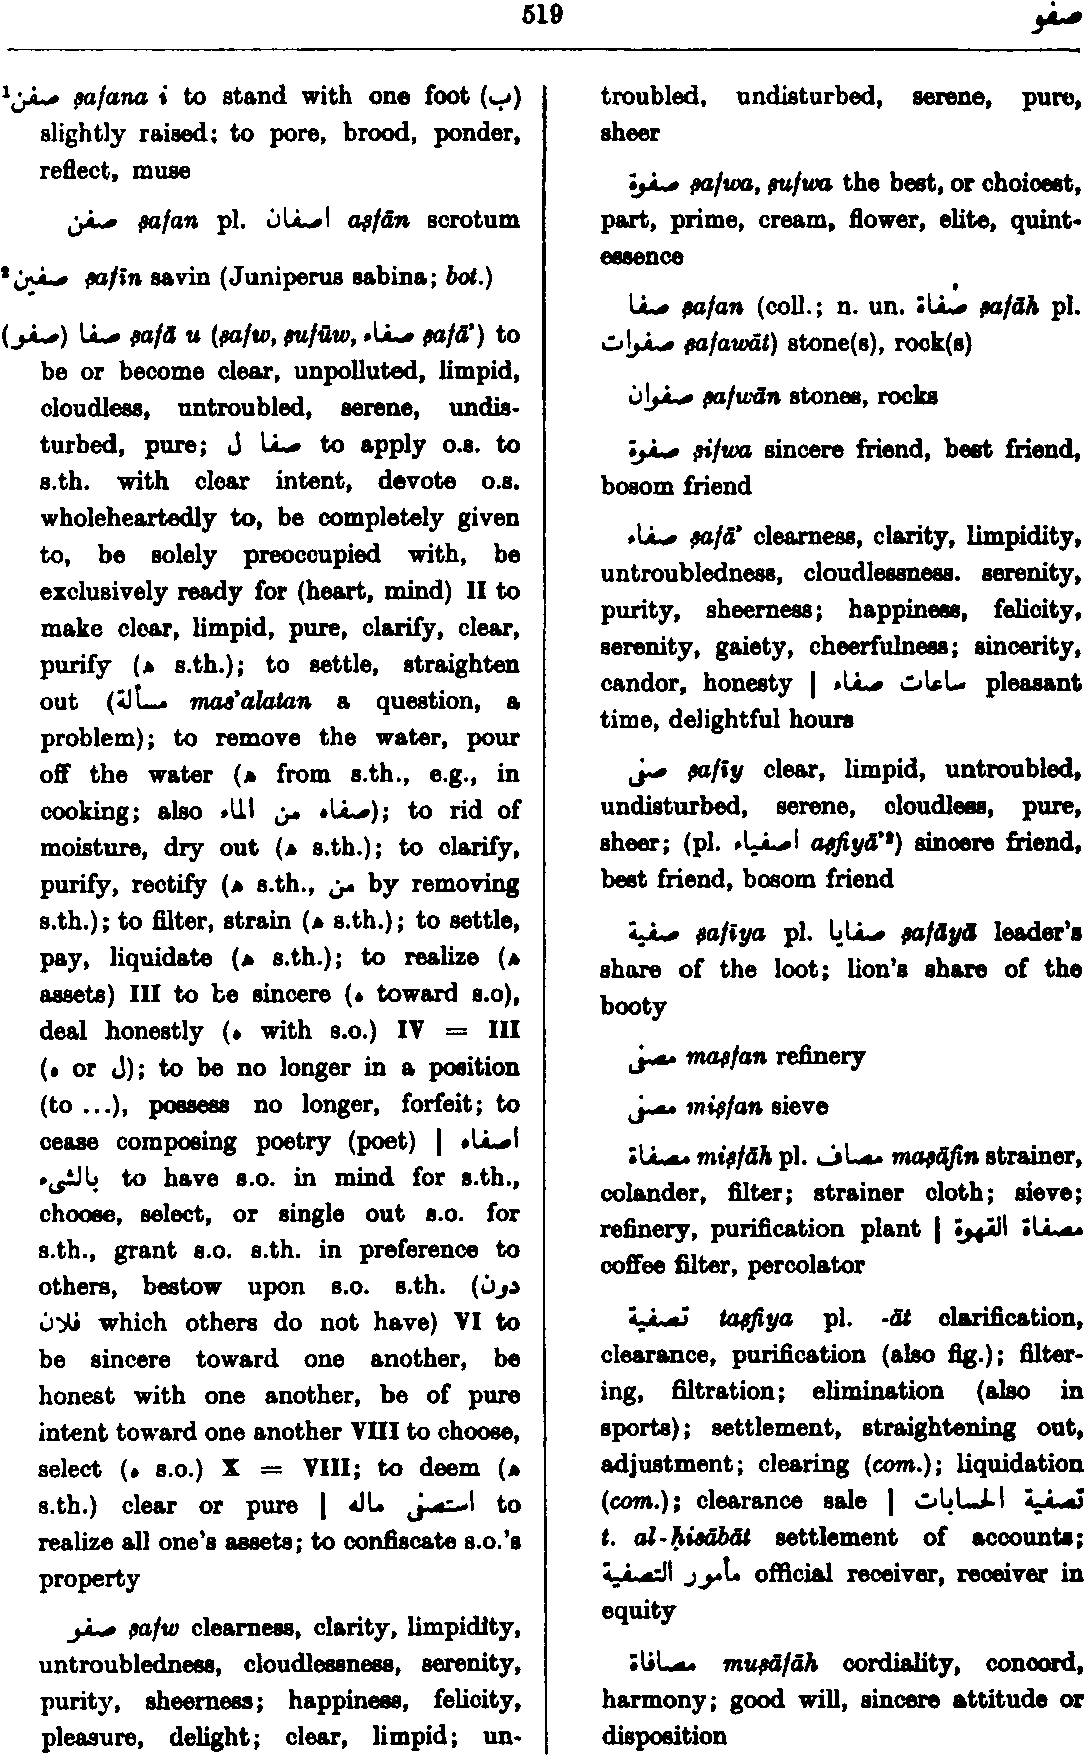 519
صفو
¹صفن ṣafana i to stand with one foot (ب)
slightly raised; to pore, brood, ponder,
reflect, muse
صفن ṣafan pl. اصفان aṣfān scrotum
²صفين ṣafīn savin (Juniperus sabina; bot.)
(صفو) صفا ṣafā u (ṣafw, ṣufūw, صفاء ṣafā’) to
be or become clear, unpolluted, limpid,
cloudless, untroubled, serene, undis-
turbed, pure; صفا ل to apply o.s. to
s.th. with clear intent, devote o.s.
wholeheartedly to, be completely given
to, be solely preoccupied with, be
exclusively ready for (heart, mind) II to
make clear, limpid, pure, clarify, clear,
purify (ه s.th.); to settle, straighten
out (مسألة mas’alatan a question, a
problem); to remove the water, pour
off the water (ه from s.th., e.g., in
cooking; also صفاه من الماء); to rid of
moisture, dry out (ه s.th.); to clarify,
purify, rectify (ه s.th., من by removing
s.th.); to filter, strain (ه s.th.); to settle,
pay, liquidate (ه s.th.); to realize (ه
assets) III to be sincere (ه toward s.o),
deal honestly (ه with s.o.) IV = III
(ه or ل); to be no longer in a position
(to ...), possess no longer, forfeit; to
cease composing poetry (poet) | اصفاه
بالشىء to have s.o. in mind for s.th.,
choose, select, or single out s.o. for
s.th., grant s.o. s.th. in preference to
others, bestow upon s.o. s.th. (دون
فلان which others do not have) VI to
be sincere toward one another, be
honest with one another, be of pure
intent toward one another VIII to choose,
select (ه s.o.) X = VIII; to deem (ه
s.th.) clear or pure | استصفى ماله to
realize all one’s assets; to confiscate s.o.’s
property
صفو ṣafw clearness, clarity, limpidity,
untroubledness, cloudlessness, serenity,
purity, sheerness; happiness, felicity,
pleasure, delight; clear, limpid; un-
troubled, undisturbed, serene, pure,
sheer
صفوة ṣafwa, ṣufwa the best, or choicest,
part, prime, cream, flower, elite, quint-
essence
صفا ṣafan (coll.; n. un. صفاة ṣafāh pl.
صفوات ṣafawāt) stone(s), rock(s)
صفوان ṣafwān stones, rocks
صفوة ṣifwa sincere friend, best friend,
bosom friend
صفاء ṣafā’ clearness, clarity, limpidity,
untroubledness, cloudlessness. serenity,
purity, sheerness; happiness, felicity,
serenity, gaiety, cheerfulness; sincerity,
candor, honesty | ساعات صفاء pleasant
time, delightful hours
صفى ṣafīy clear, limpid, untroubled,
undisturbed, serene, cloudless, pure,
sheer; (pl. اصفياء aṣfiyā’²) sincere friend,
best friend, bosom friend
صفية ṣafīya pl. صفايا ṣafāyā leader’s
share of the loot; lion’s share of the
booty
مصفى maṣfan refinery
مصفى miṣfan sieve
مصفاة miṣfāh pl. مصاف maṣāfin strainer,
colander, filter; strainer cloth; sieve;
refinery, purification plant | مصفاة القهوة
coffee filter, percolator
تصفية taṣfiya pl. -āt clarification,
clearance, purification (also fig.); filter-
ing, filtration; elimination (also in
sports); settlement, straightening out,
adjustment; clearing (com.); liquidation
(com.); clearance sale | تصفية الحسابات
t. al-ḥisābāt settlement of accounts;
مأمور التصفية official receiver, receiver in
equity
مصافاة muṣāfāh cordiality, concord,
harmony; good will, sincere attitude or
disposition